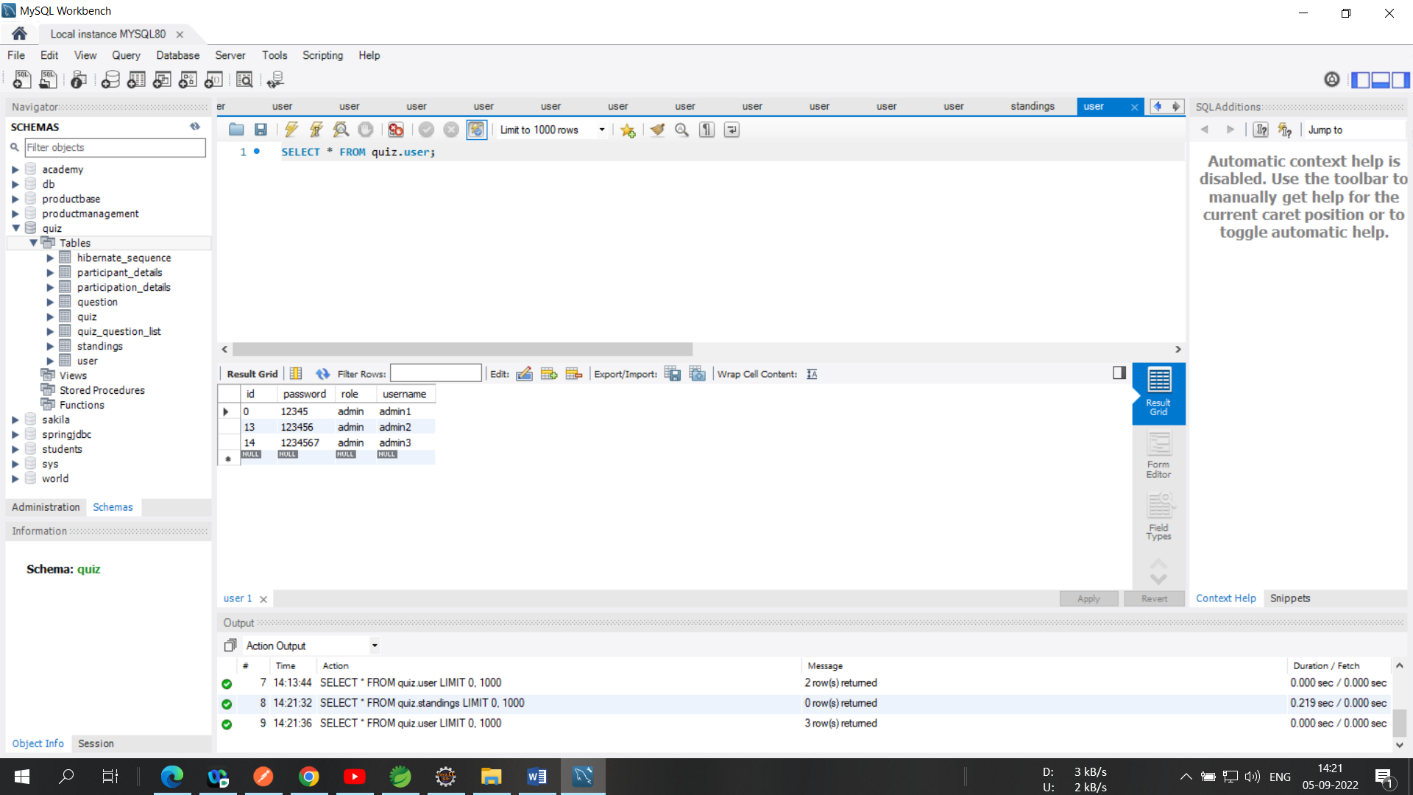 MySQL Workbench
Local instance MYSQL80
File Edit View Query Database Server Tools Scripting Help
Navigator
SCHEMAS
Filter objects
academy
db
productbase
productmanagement
quiz
Tables
hibernate_sequence
participant_details
participation_details
question
quiz
quiz_question_list
standings
user
Views
Stored Procedures
Functions
sakila
springjdbc
students
sys
world
Administration Schemas
Information
Schema: quiz
Object Info Session
er user user user user user user user user user user user standings user
Limit to 1000 rows
1 SELECT * FROM quiz.user;
Result Grid Filter Rows: Edit: Export/Import: Wrap Cell Content:
id password role username
0 12345 admin admin1
13 123456 admin admin2
14 1234567 admin admin3
NULL NULL NULL NULL
Result Grid
Form Editor
Field Types
user 1 Apply Revert
SQLAdditions
Jump to
Automatic context help is
disabled. Use the toolbar to
manually get help for the
current caret position or to
toggle automatic help.
Context Help Snippets
Output
Action Output
# Time Action Message Duration / Fetch
7 14:13:44 SELECT * FROM quiz.user LIMIT 0, 1000 2 row(s) returned 0.000 sec / 0.000 sec
8 14:21:32 SELECT * FROM quiz.standings LIMIT 0, 1000 0 row(s) returned 0.219 sec / 0.000 sec
9 14:21:36 SELECT * FROM quiz.user LIMIT 0, 1000 3 row(s) returned 0.000 sec / 0.000 sec
D: 3 kB/s
U: 2 kB/s
ENG
14:21
05-09-2022
1